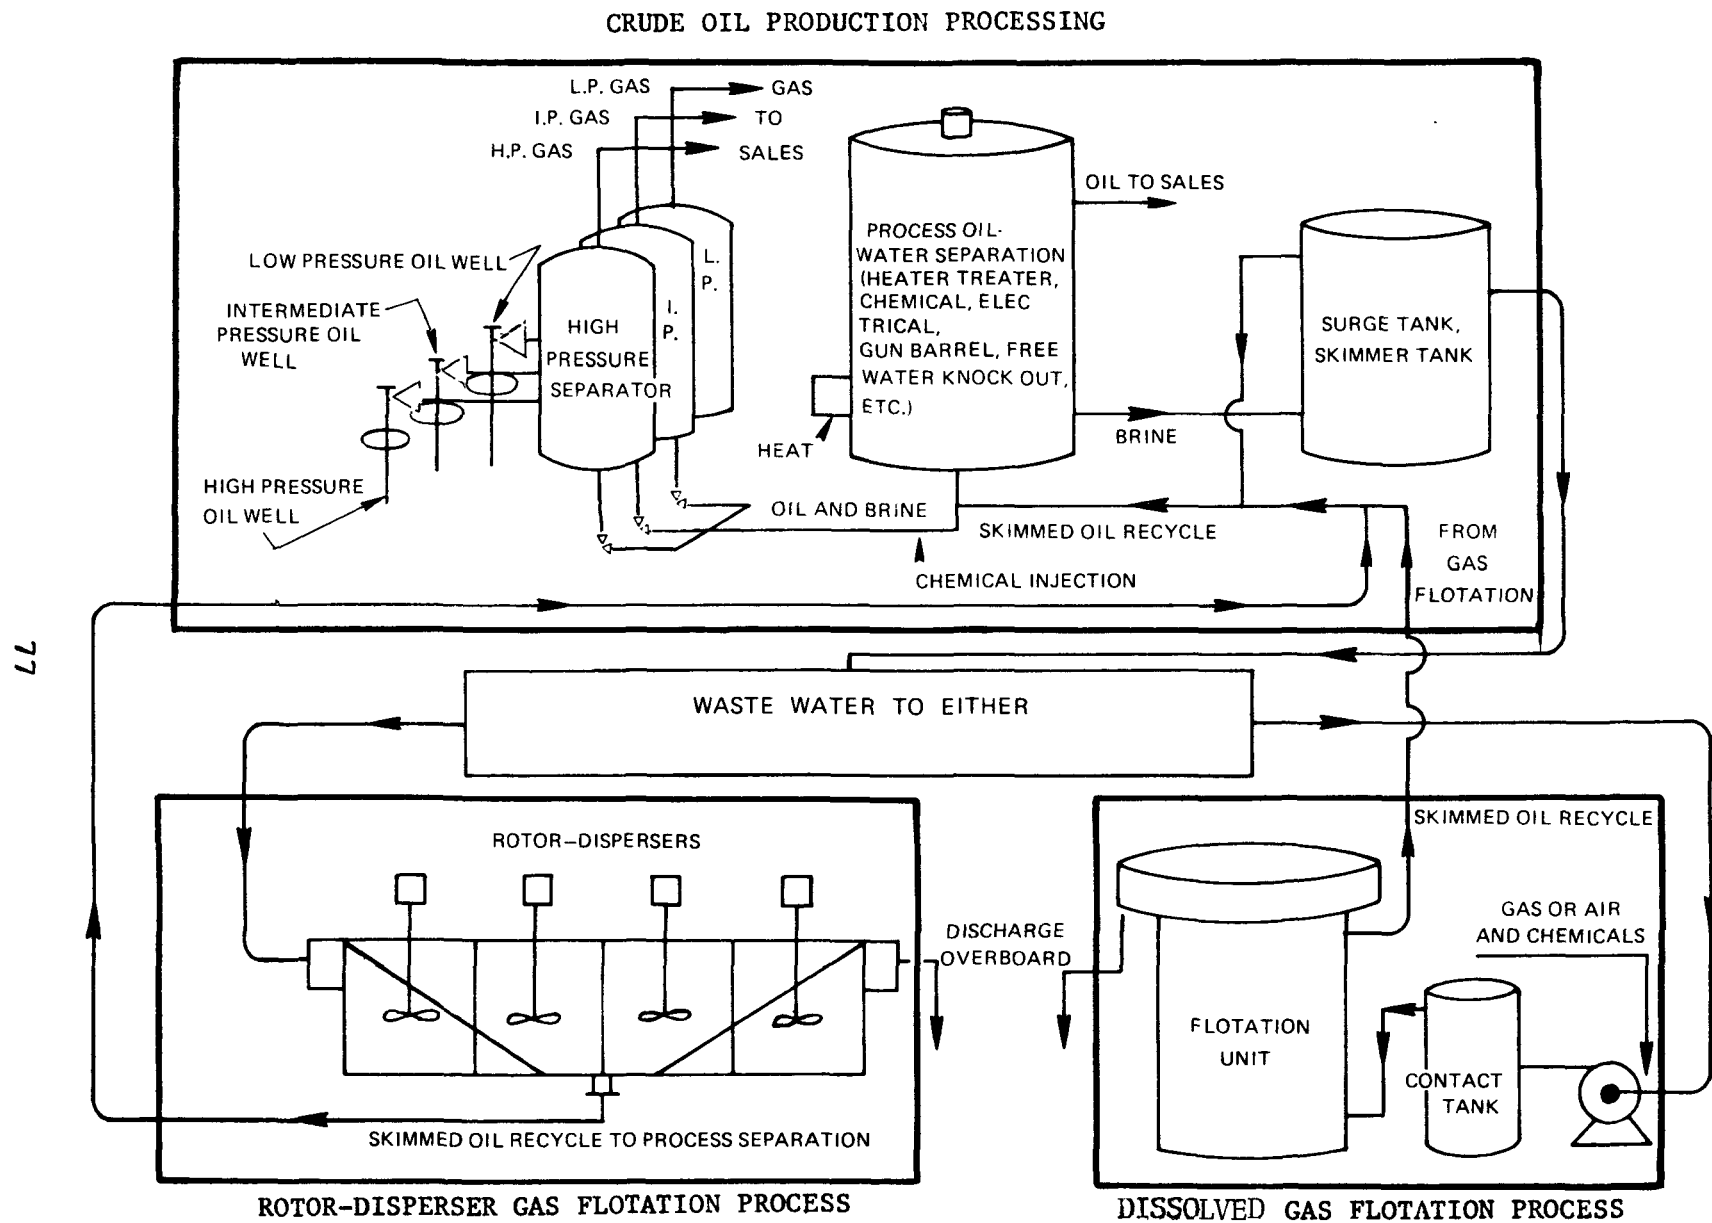 CRUDE OIL PRODUCTION PROCESSING
L.P. GAS
GAS
I.P. GAS
TO
H.P. GAS
SALES
OIL TO SALES
LOW PRESSURE OIL WELL
INTERMEDIATE
PRESSURE OIL
WELL
HIGH PRESSURE
OIL WELL
HIGH
PRESSURE
SEPARATOR
I.
P.
L.
P.
PROCESS OIL-
WATER SEPARATION
(HEATER TREATER,
CHEMICAL, ELEC
TRICAL,
GUN BARREL, FREE
WATER KNOCK OUT,
ETC.)
HEAT
BRINE
SURGE TANK,
SKIMMER TANK
OIL AND BRINE
SKIMMED OIL RECYCLE
CHEMICAL INJECTION
FROM
GAS
FLOTATION
77
WASTE WATER TO EITHER
ROTOR-DISPERSERS
DISCHARGE
OVERBOARD
SKIMMED OIL RECYCLE TO PROCESS SEPARATION
ROTOR-DISPERSER GAS FLOTATION PROCESS
SKIMMED OIL RECYCLE
GAS OR AIR
AND CHEMICALS
FLOTATION
UNIT
CONTACT
TANK
DISSOLVED GAS FLOTATION PROCESS